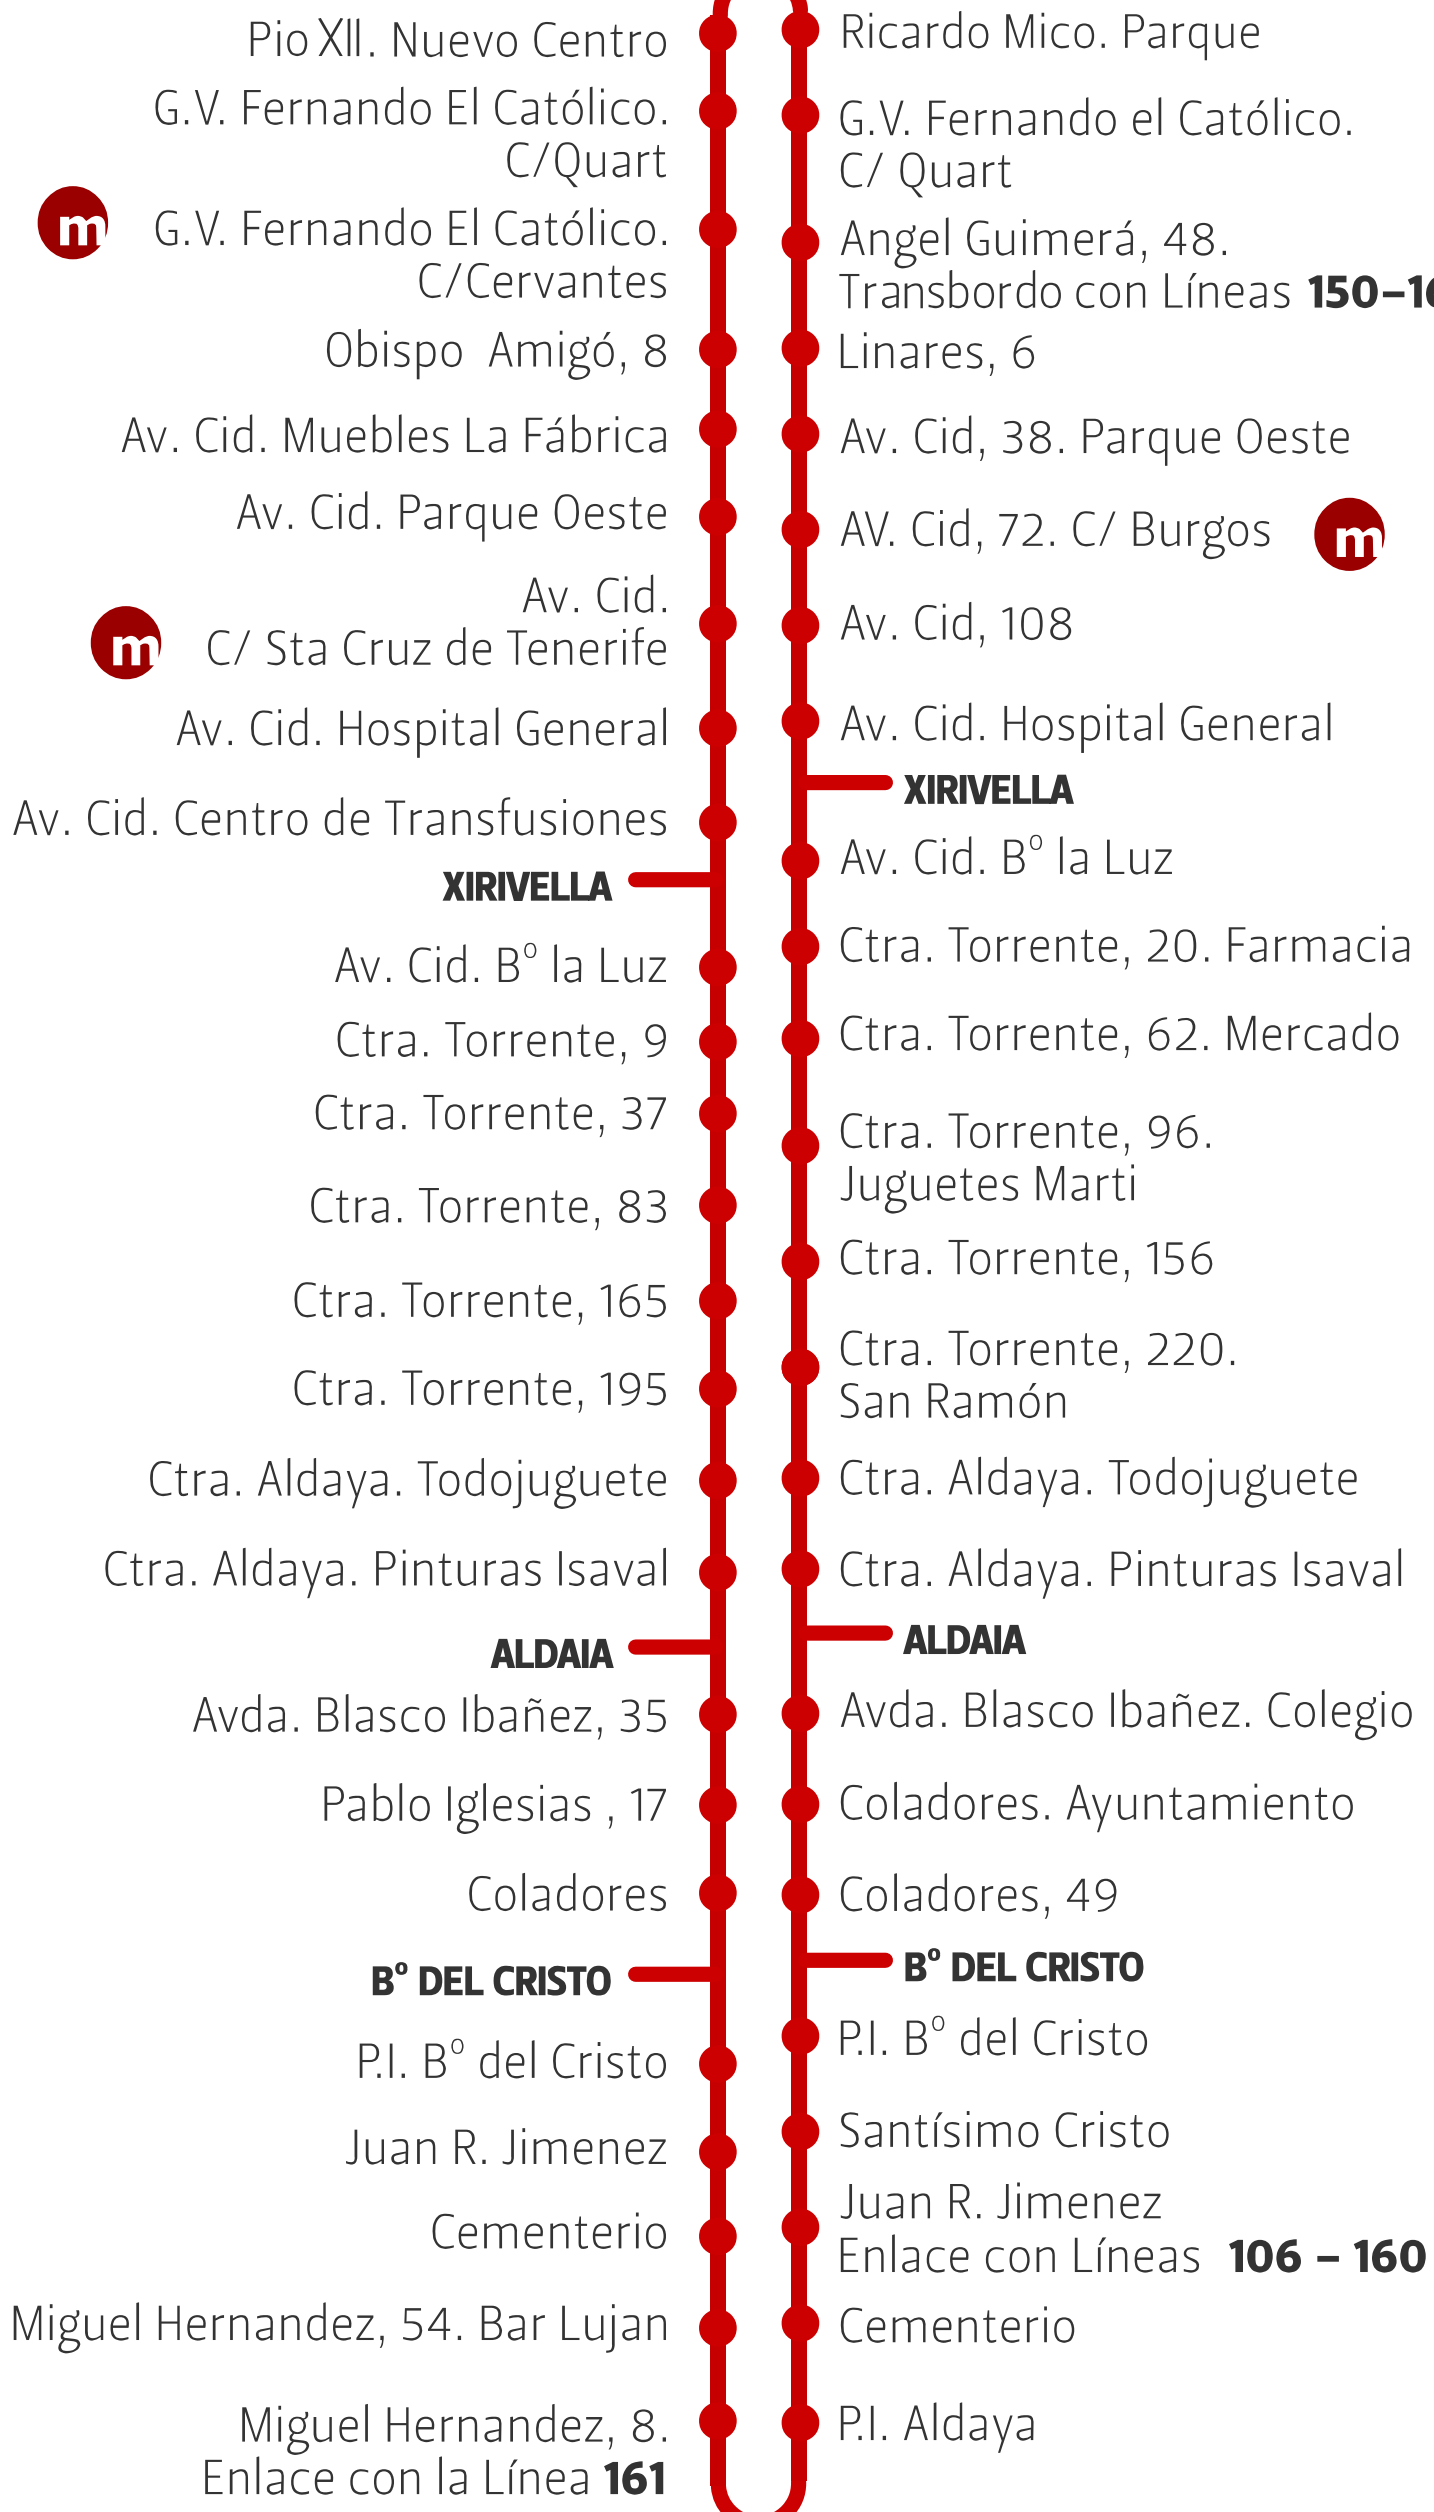 Pio XII. Nuevo Centro
G.V. Fernando El Católico.
C/Quart
m
G.V. Fernando El Católico.
C/Cervantes
Obispo Amigó, 8
Av. Cid. Muebles La Fábrica
Av. Cid. Parque Oeste
Av. Cid.
m
C/ Sta Cruz de Tenerife
Av. Cid. Hospital General
Av. Cid. Centro de Transfusiones
XIRIVELLA
Av. Cid. Bº la Luz
Ctra. Torrente, 9
Ctra. Torrente, 37
Ctra. Torrente, 83
Ctra. Torrente, 165
Ctra. Torrente, 195
Ctra. Aldaya. Todojuguete
Ctra. Aldaya. Pinturas Isaval
ALDAIA
Avda. Blasco Ibañez, 35
Pablo Iglesias , 17
Coladores
Bº DEL CRISTO
P.I. Bº del Cristo
Juan R. Jimenez
Cementerio
Miguel Hernandez, 54. Bar Lujan
Miguel Hernandez, 8.
Enlace con la Línea 161
Ricardo Mico. Parque
G.V. Fernando el Católico.
C/ Quart
Angel Guimerá, 48.
Transbordo con Líneas 150–
Linares, 6
Av. Cid, 38. Parque Oeste
AV. Cid, 72. C/ Burgos
m
Av. Cid, 108
Av. Cid. Hospital General
XIRIVELLA
Av. Cid. Bº la Luz
Ctra. Torrente, 20. Farmacia
Ctra. Torrente, 62. Mercado
Ctra. Torrente, 96.
Juguetes Marti
Ctra. Torrente, 156
Ctra. Torrente, 220.
San Ramón
Ctra. Aldaya. Todojuguete
Ctra. Aldaya. Pinturas Isaval
ALDAIA
Avda. Blasco Ibañez. Colegio
Coladores. Ayuntamiento
Coladores, 49
Bº DEL CRISTO
P.I. Bº del Cristo
Santísimo Cristo
Juan R. Jimenez
Enlace con Líneas 106 – 160
Cementerio
P.I. Aldaya